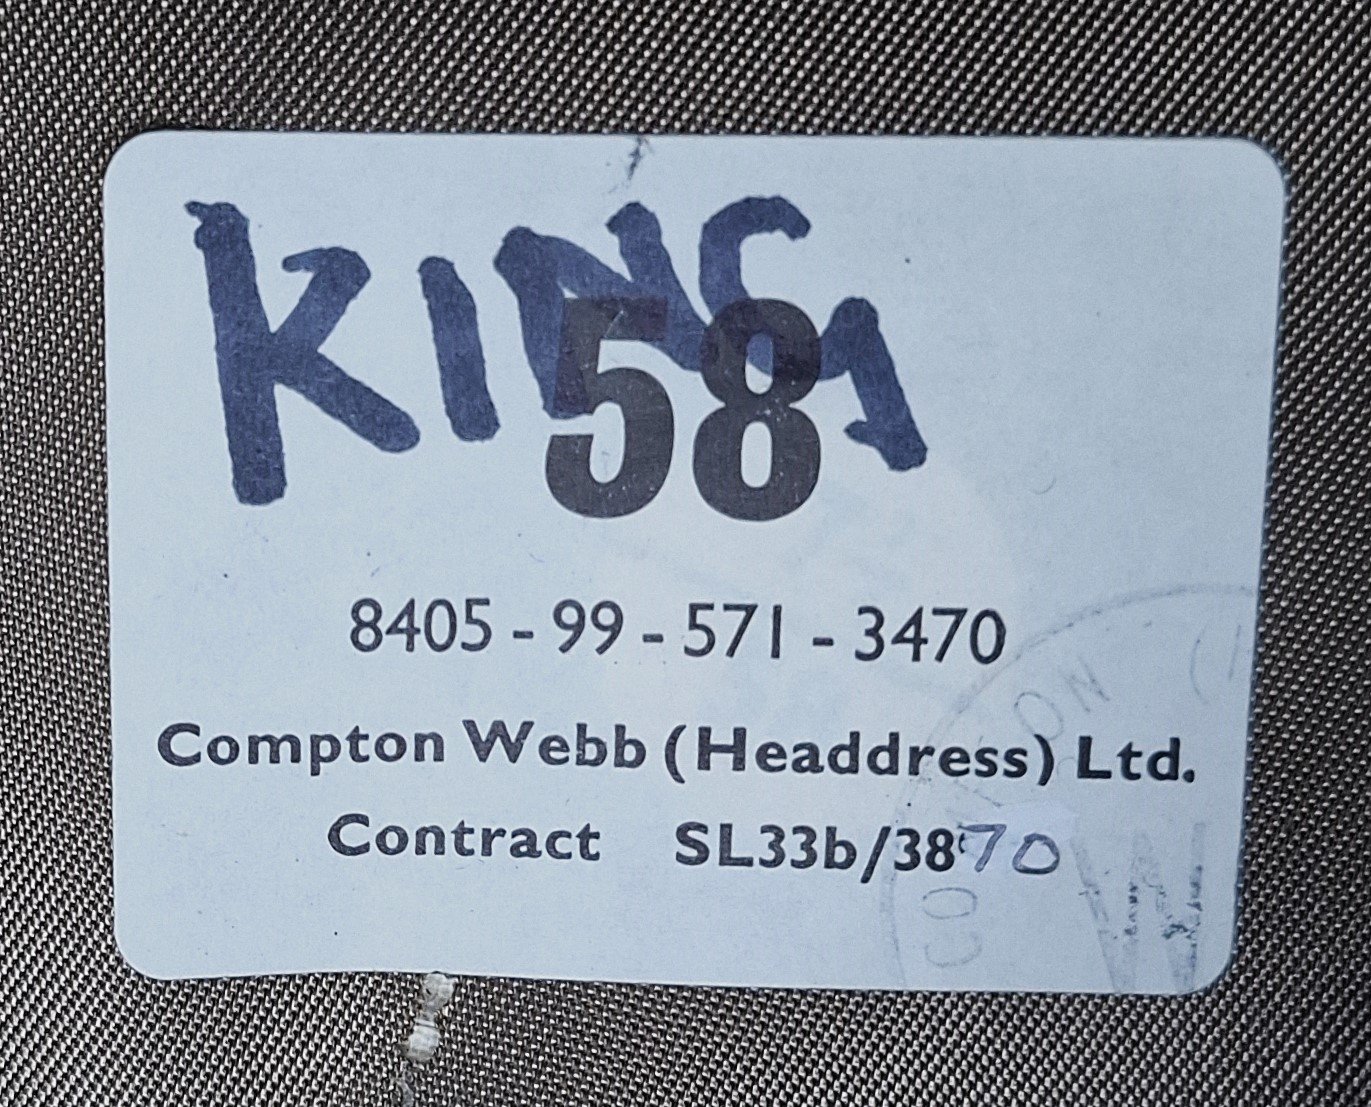 KING
58
8405 - 99 - 571 - 3470
Compton Webb (Headdress) Ltd.
Contract SL33b/3870